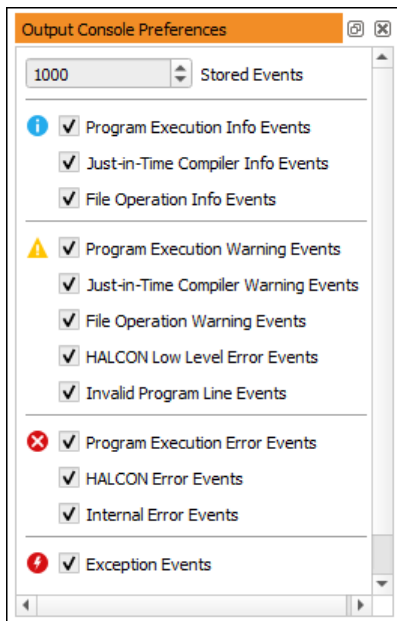 Output Console Preferences
1000 Stored Events
Program Execution Info Events
Just-in-Time Compiler Info Events
File Operation Info Events
Program Execution Warning Events
Just-in-Time Compiler Warning Events
File Operation Warning Events
HALCON Low Level Error Events
Invalid Program Line Events
Program Execution Error Events
HALCON Error Events
Internal Error Events
Exception Events